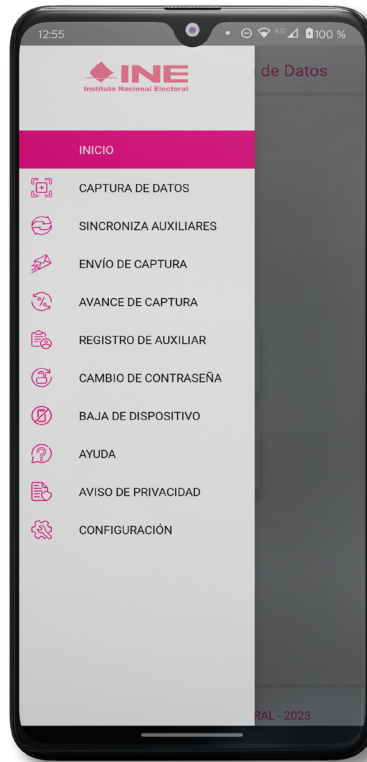 12:55
4G
100 %
INE
Instituto Nacional Electoral
de Datos
INICIO
CAPTURA DE DATOS
SINCRONIZA AUXILIARES
ENVÍO DE CAPTURA
AVANCE DE CAPTURA
REGISTRO DE AUXILIAR
CAMBIO DE CONTRASEÑA
BAJA DE DISPOSITIVO
AYUDA
AVISO DE PRIVACIDAD
CONFIGURACIÓN
RAL - 2023